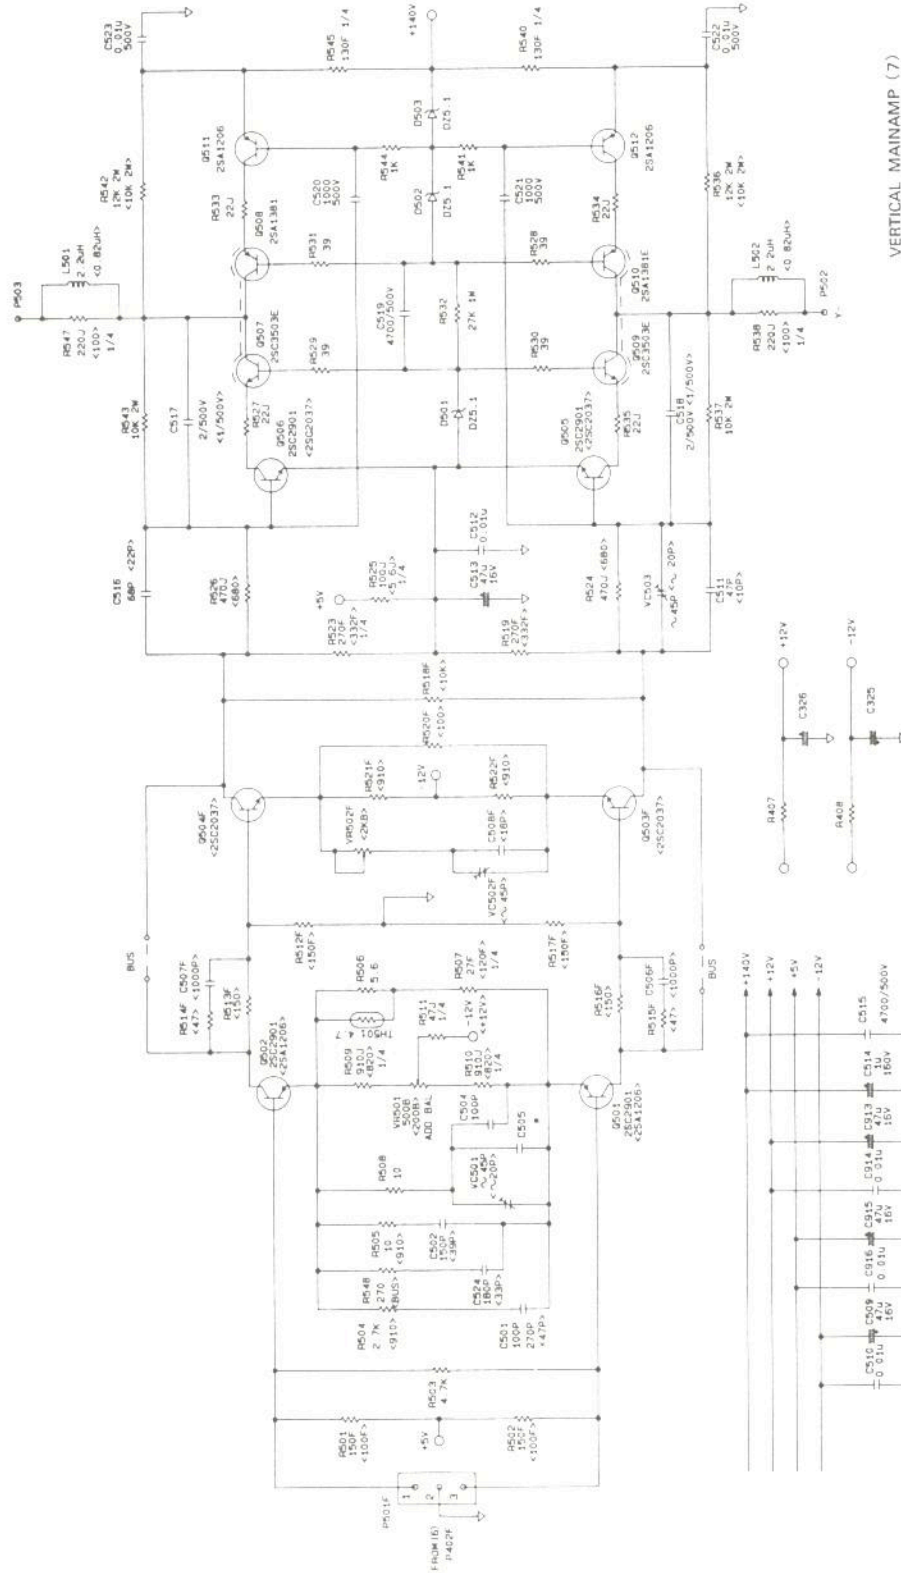 C523
0.01u
500V
R545
130F 1/4
+140V
R540
130F 1/4
C522
0.01u
500V
R542
12K 2W
<10K 2W>
Q511
2SA1206
D503
DZ5.1
Q512
2SA1206
R536
12K 2W
<10K 2W>
R533
22J
C520
1000
500V
R544
1K
R541
1K
C521
1000
500V
R534
22J
Q508
2SA1381
D502
DZ5.1
Q510
2SA1381E
R531
39
R528
39
P503
L501
2.2uH
<0.82uH>
R547
220J
<100>
1/4
C519
4700/500V
R532
27K 1W
L502
2.2uH
<0.82uH>
R538
220J
<100>
1/4
P502
Y-
Q507
2SC3503E
R529
39
R530
39
Q509
2SC3503E
R543
10K 2W
C517
2/500V
<1/500V>
R527
22J
D501
DZ5.1
R535
22J
C518
2/500V <1/500V>
R537
10K 2W
Q506
2SC2901
<2SC2037>
Q505
2SC2901
<2SC2037>
C516
68P <22P>
R526
470J
<680>
+5V
R525
100J
<5.6J>
1/4
C512
0.01u
C513
47u
16V
R524
470J <680>
VC503
~45P <~20P>
C511
47P
<10P>
R523
270F
<332F>
1/4
R519
270F
<332F>
R518F
<10K>
R520F
<100>
R521F
<910>
-12V
R522F
<910>
Q504F
<2SC2037>
VR502F
<2KB>
C508F
<18P>
VC502F
<~45P>
Q503F
<2SC2037>
BUS
R512F
<150F>
R517F
<150F>
BUS
R514F
<47>
C507F
<1000P>
R513F
<150>
R506
5.6
TH501 4.7
R507
27F
<120F>
1/4
R516F
<150>
R515F
<47>
C506F
<1000P>
Q502
2SC2901
<2SA1206>
R509
910J
<820>
1/4
R511
47J
1/4
-12V
<+12V>
R510
910J
<820>
1/4
VR501
500B
<200B>
ADD BAL
C504
100P
C505
*
Q501
2SC2901
<2SA1206>
R508
10
VC501
~45P
<~20P>
R505
10
<910>
C502
150P
<39P>
R548
270
<BUS>
C524
180P
<33P>
R504
2.7K
<910>
C501
100P
270P
<47P>
R503
4.7K
R501
150F
<100F>
+5V
R502
150F
<100F>
P501F
1
2
3
FROM(6)
P402F
VERTICAL MAINAMP (7)
R407
+12V
C326
R408
-12V
C325
+140V
+12V
+5V
-12V
C510
0.01u
C509
47u
16V
C916
0.01u
C915
47u
16V
C914
0.01u
C913
47u
16V
C514
1u
160V
C515
4700/500V